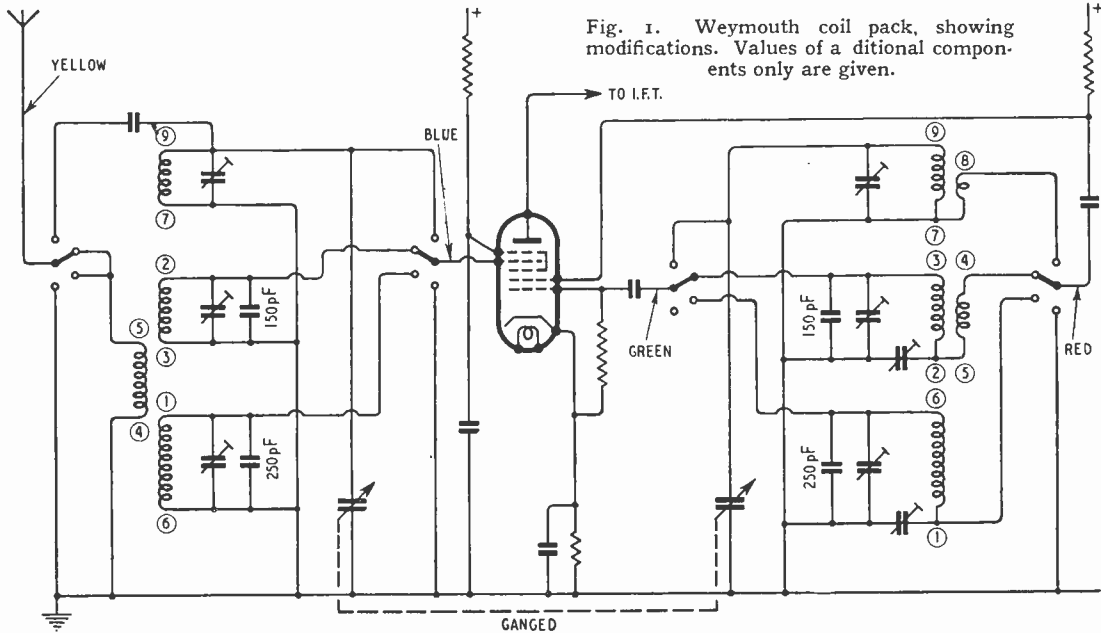 Fig. 1. Weymouth coil pack, showing
modifications. Values of a ditional compon-
ents only are given.
+
+
YELLOW
TO I.F.T.
BLUE
9
7
2
150pF
5
3
1
4
250pF
6
GREEN
9
8
7
3
4
150pF
RED
2
5
6
250pF
1
GANGED